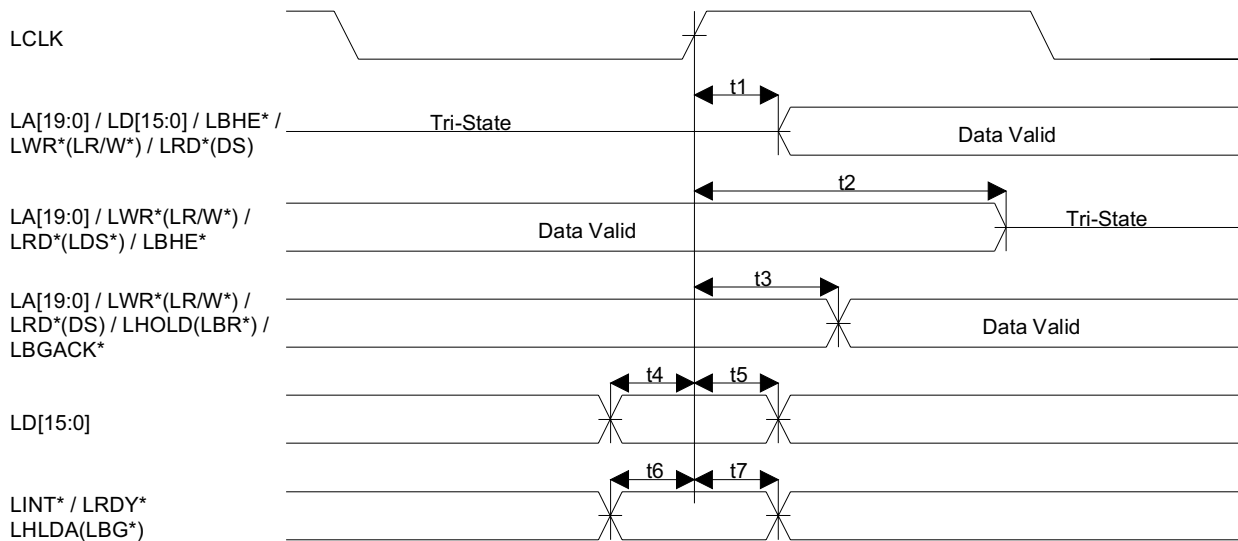 LCLK
t1
LA[19:0] / LD[15:0] / LBHE* /
LWR*(LR/W*) / LRD*(DS)
Tri-State
Data Valid
t2
LA[19:0] / LWR*(LR/W*) /
LRD*(LDS*) / LBHE*
Data Valid
Tri-State
t3
LA[19:0] / LWR*(LR/W*) /
LRD*(DS) / LHOLD(LBR*) /
LBGACK*
Data Valid
t4
t5
LD[15:0]
t6
t7
LINT* / LRDY*
LHLDA(LBG*)